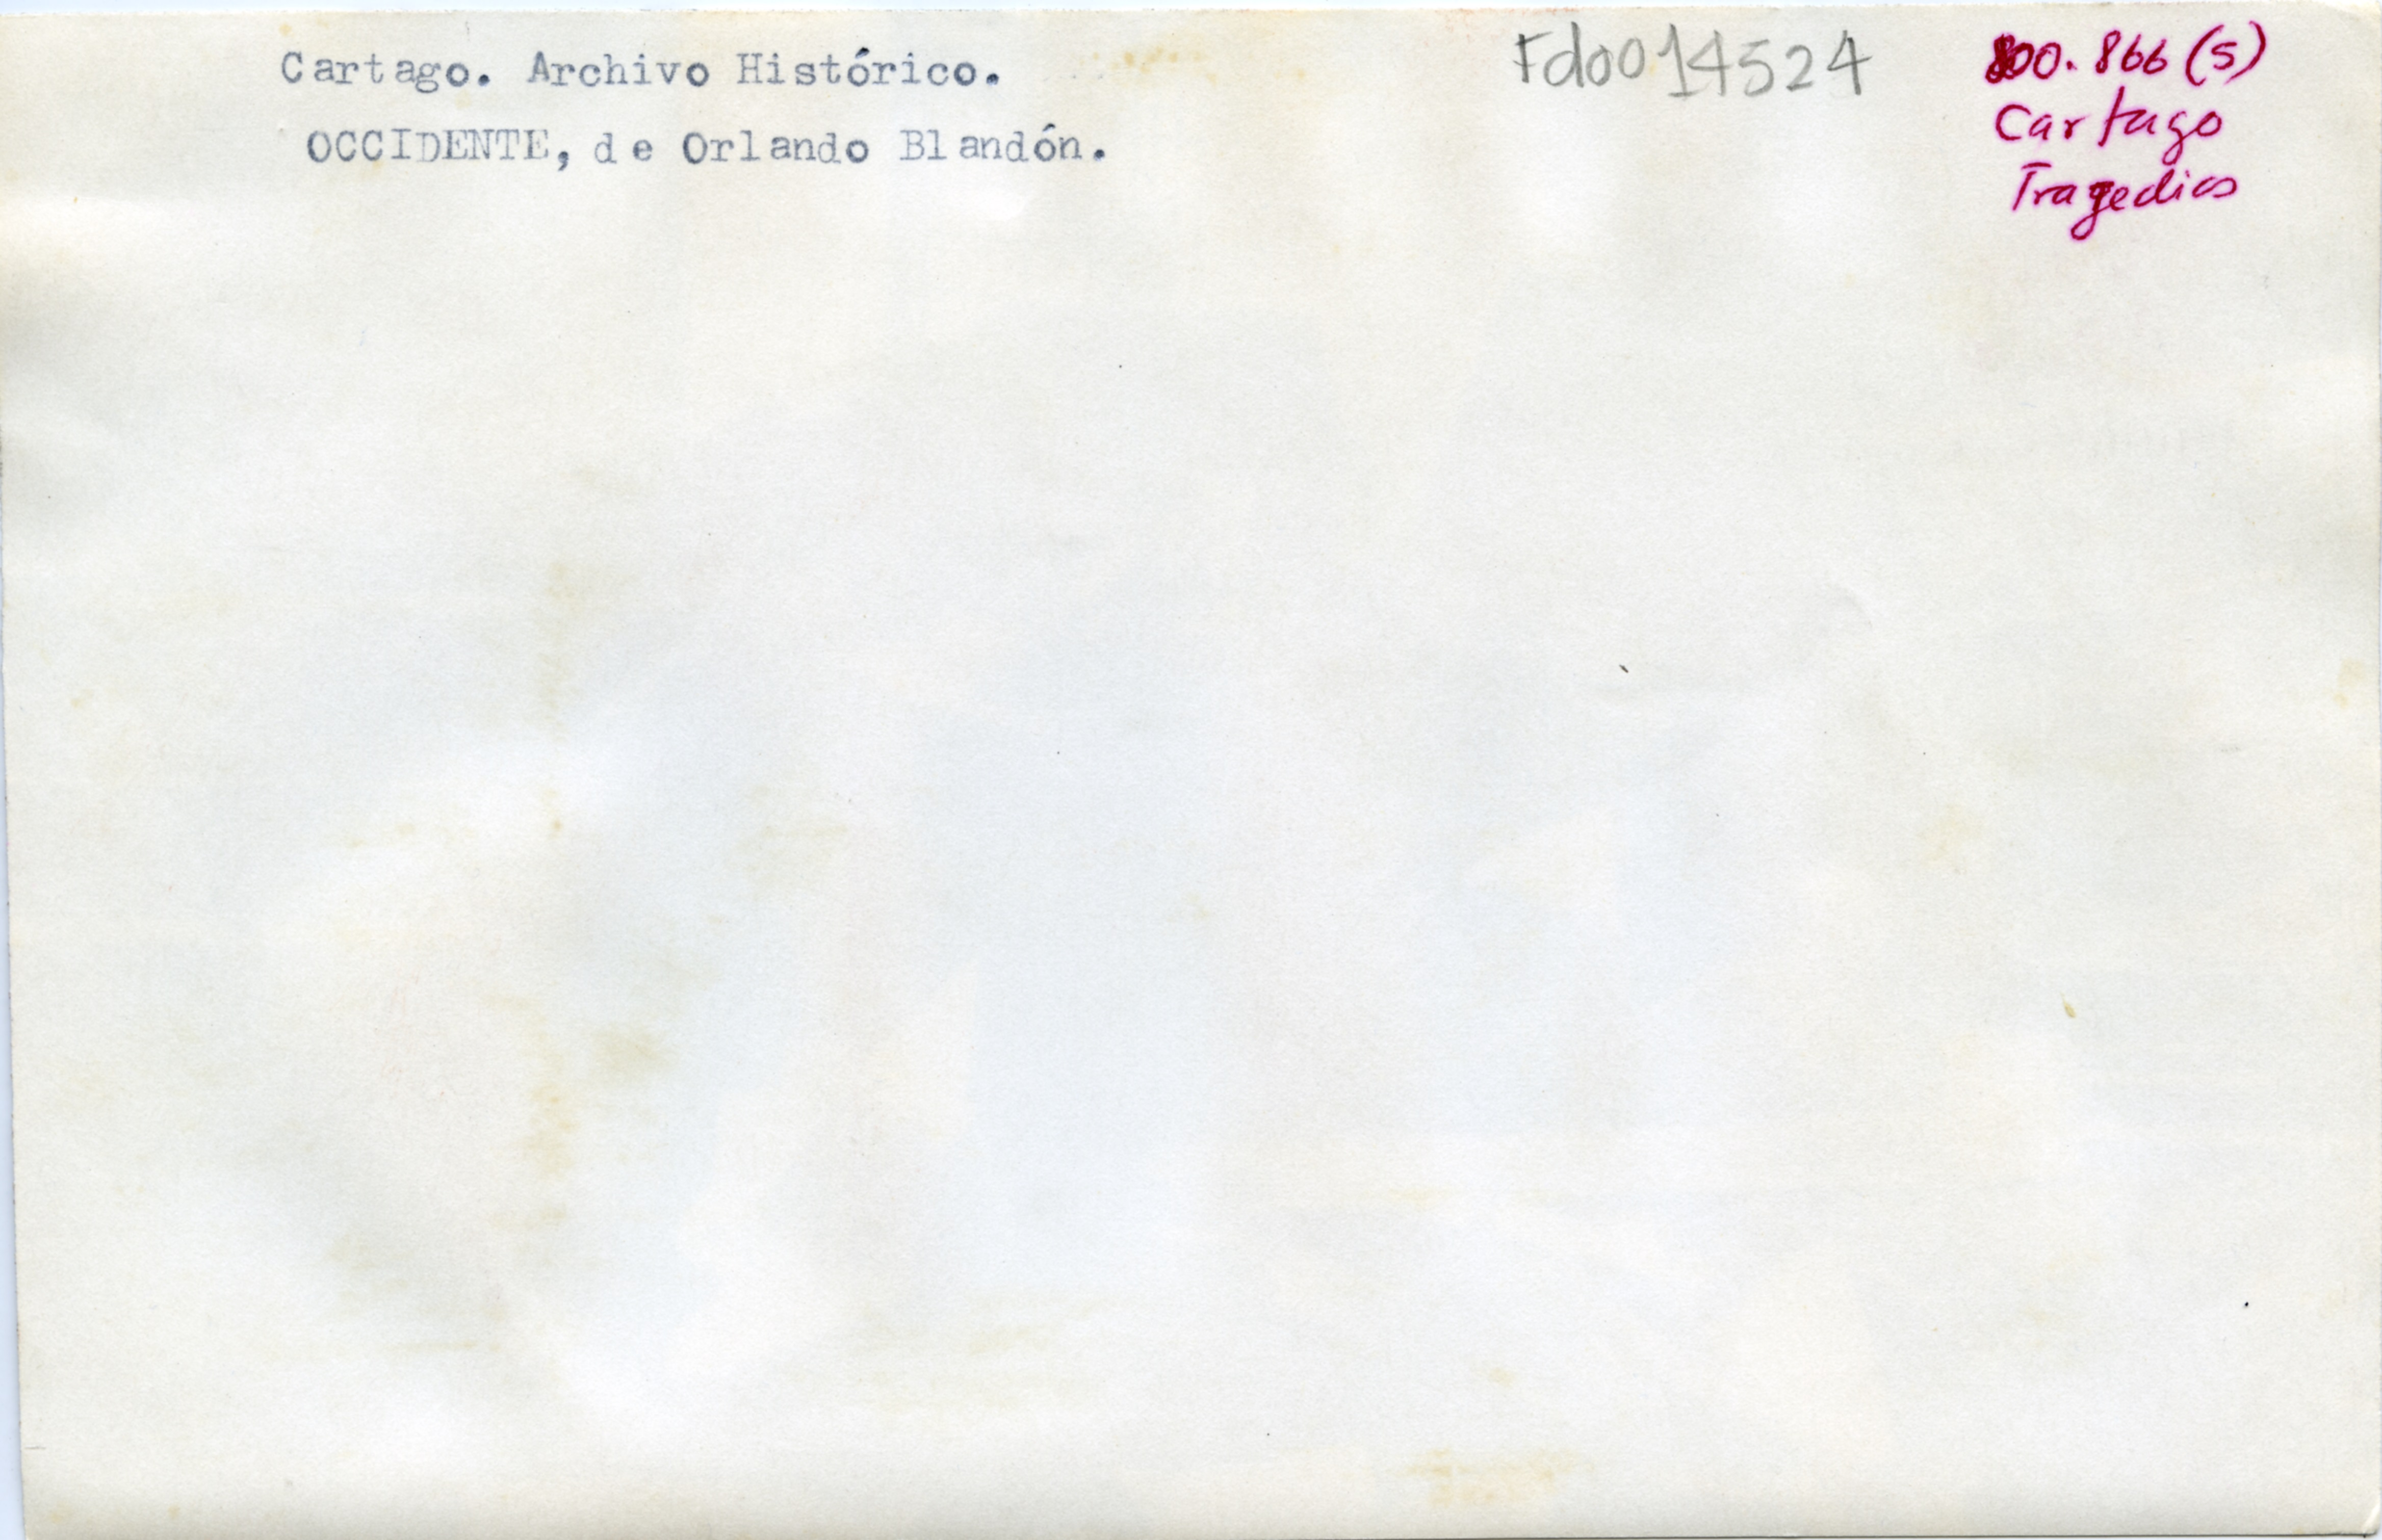 Cartago. Archivo Histórico.
OCCIDENTE, de Orlando Blandón.
Fdo014524
800.866 (5)
Cartago
Tragedias